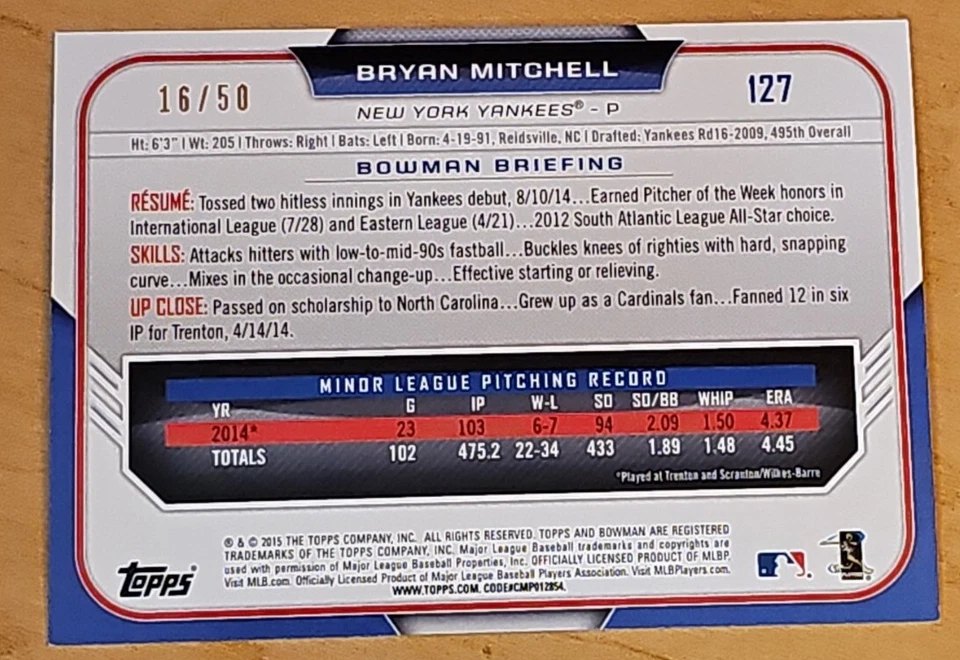 16/50
BRYAN MITCHELL
127
NEW YORK YANKEES® - P
Ht: 6'3" | Wt: 205 | Throws: Right | Bats: Left | Born: 4-19-91, Reidsville, NC | Drafted: Yankees Rd16-2009, 495th Overall
BOWMAN BRIEFING
RÉSUMÉ: Tossed two hitless innings in Yankees debut, 8/10/14...Earned Pitcher of the Week honors in
International League (7/28) and Eastern League (4/21)...2012 South Atlantic League All-Star choice.
SKILLS: Attacks hitters with low-to-mid-90s fastball...Buckles knees of righties with hard, snapping
curve...Mixes in the occasional change-up...Effective starting or relieving.
UP CLOSE: Passed on scholarship to North Carolina...Grew up as a Cardinals fan...Fanned 12 in six
IP for Trenton, 4/14/14.
MINOR LEAGUE PITCHING RECORD
YR G IP W-L SO SO/BB WHIP ERA
2014* 23 103 6-7 94 2.09 1.50 4.37
TOTALS 102 475.2 22-34 433 1.89 1.48 4.45
*Played at Trenton and Scranton/Wilkes-Barre
® & © 2015 THE TOPPS COMPANY, INC. ALL RIGHTS RESERVED. TOPPS AND BOWMAN ARE REGISTERED
TRADEMARKS OF THE TOPPS COMPANY, INC. Major League Baseball trademarks and copyrights are
used with permission of Major League Baseball Properties, Inc. OFFICIALLY LICENSED PRODUCT OF MLBP.
Visit MLB.com. Officially Licensed Product of Major League Baseball Players Association. Visit MLBPlayers.com.
WWW.TOPPS.COM. CODE#CMP012854.
TOPPS